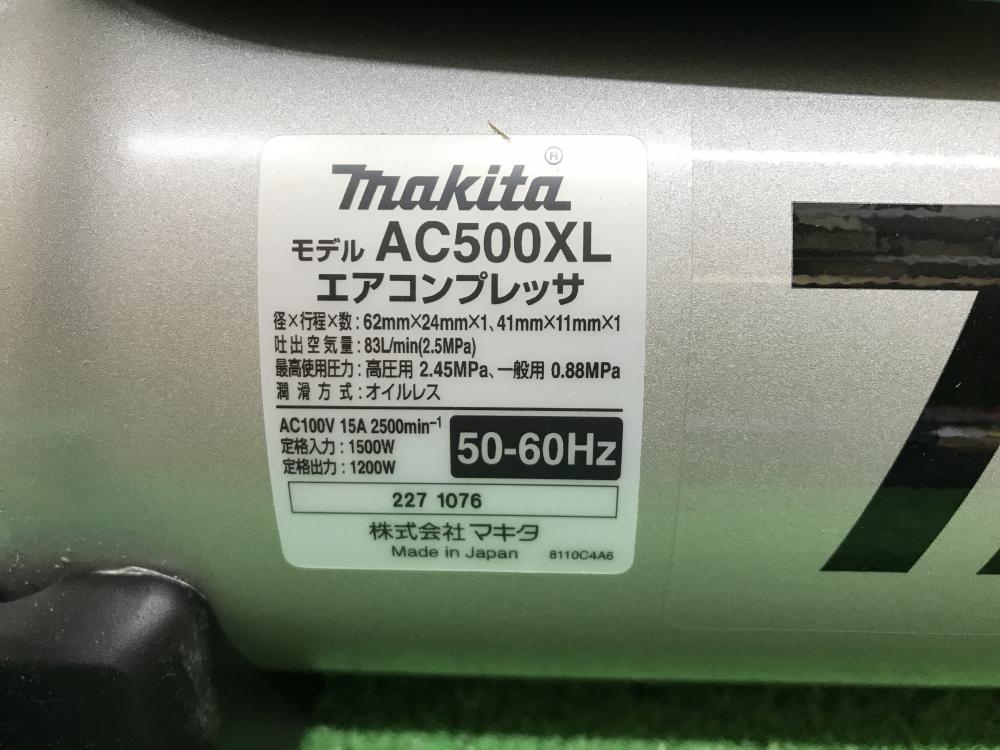 makita®
モデル AC500XL
エアコンプレッサ
径×行程×数:62mm×24mm×1、41mm×11mm×1
吐出空気量:83L/min(2.5MPa)
最高使用圧力:高圧用 2.45MPa、一般用 0.88MPa
潤滑方式:オイルレス
AC100V 15A 2500min⁻¹
定格入力:1500W
定格出力:1200W
50-60Hz
227 1076
株式会社 マキタ
Made in Japan 8110C4A6